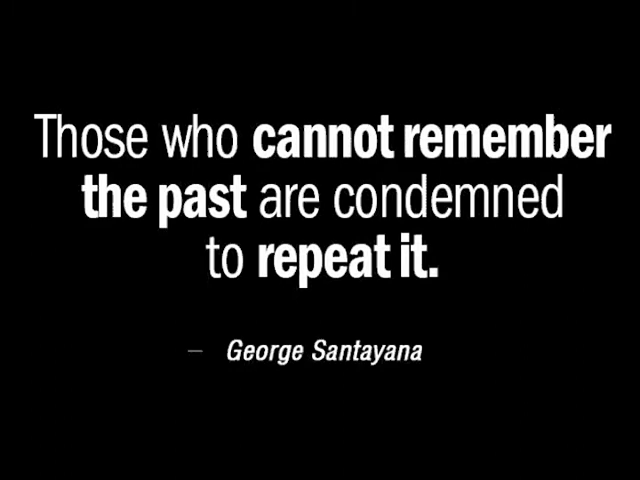 Those who cannot remember
the past are condemned
to repeat it.
– George Santayana